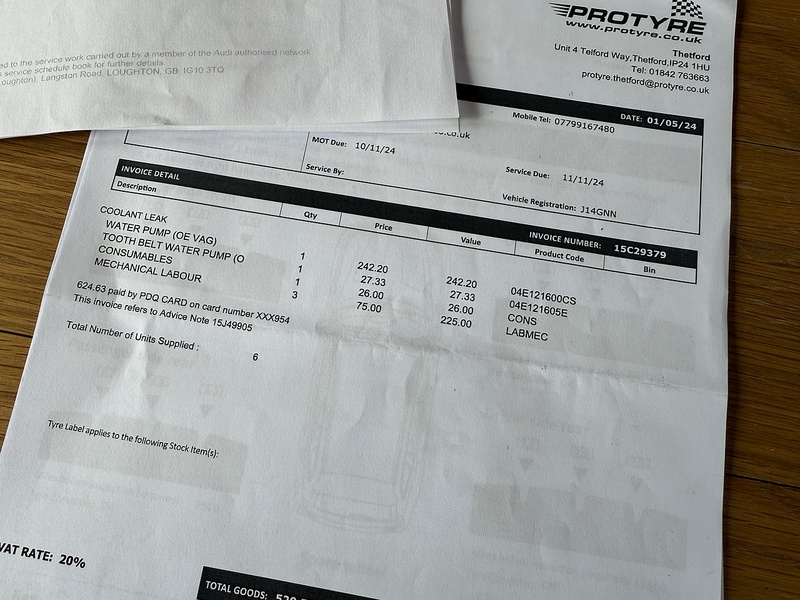 ed to the service work carried out by a member of the Audi authorised network.
s service schedule book for further details
oughton), Langston Road, LOUGHTON, GB, IG10 3TQ
PROTYRE
www.protyre.co.uk
Thetford
Unit 4 Telford Way,Thetford,IP24 1HU
Tel: 01842 763663
protyre.thetford@protyre.co.uk
DATE: 01/05/24
Mobile Tel: 07799167480
.co.uk
MOT Due: 10/11/24
Service Due: 11/11/24
Service By:
Vehicle Registration: J14GNN
INVOICE DETAIL
INVOICE NUMBER: 15C29379
Description Qty Price Value Product Code Bin
COOLANT LEAK
WATER PUMP (OE VAG) 1 242.20 242.20 04E121600CS
TOOTH BELT WATER PUMP (O 1 27.33 27.33 04E121605E
CONSUMABLES 1 26.00 26.00 CONS
MECHANICAL LABOUR 3 75.00 225.00 LABMEC
624.63 paid by PDQ CARD on card number XXX954
This invoice refers to Advice Note 15J49905
Total Number of Units Supplied : 6
Tyre Label applies to the following Stock Item(s):
VAT RATE: 20%
TOTAL GOODS: